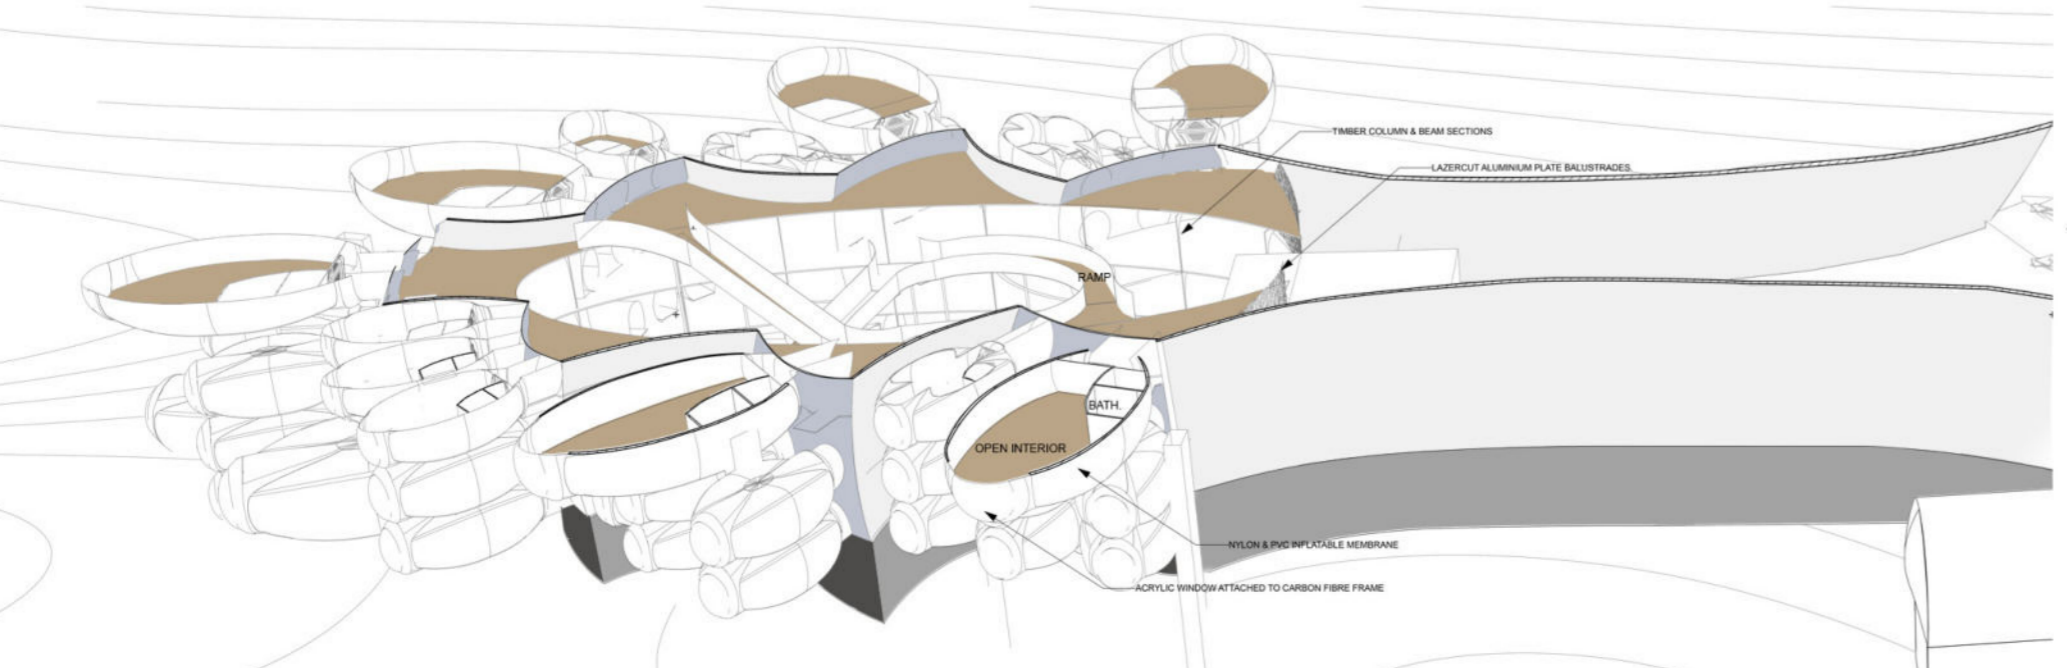 TIMBER COLUMN & BEAM SECTIONS
LAZERCUT ALUMINIUM PLATE BALUSTRADES.
RAMP
BATH.
OPEN INTERIOR
NYLON & PVC INFLATABLE MEMBRANE
ACRYLIC WINDOW ATTACHED TO CARBON FIBRE FRAME